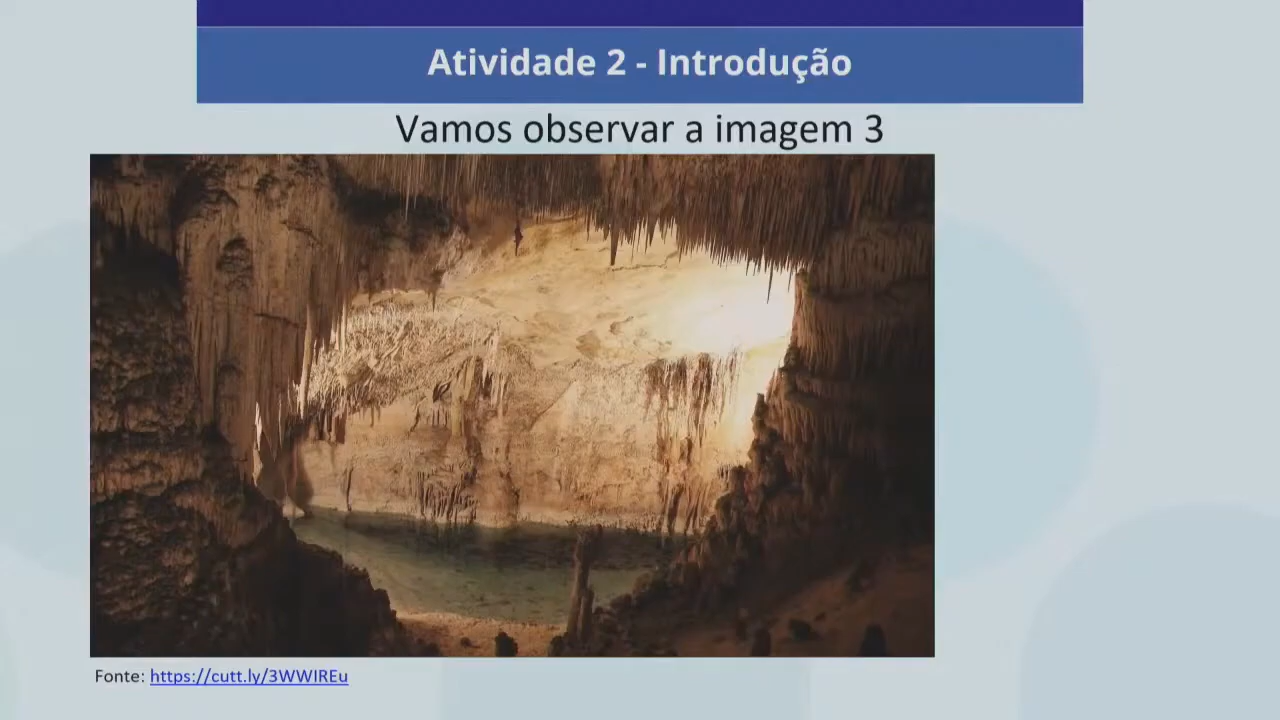 Atividade 2 - Introdução
Vamos observar a imagem 3
Fonte: https://cutt.ly/3WWIREu